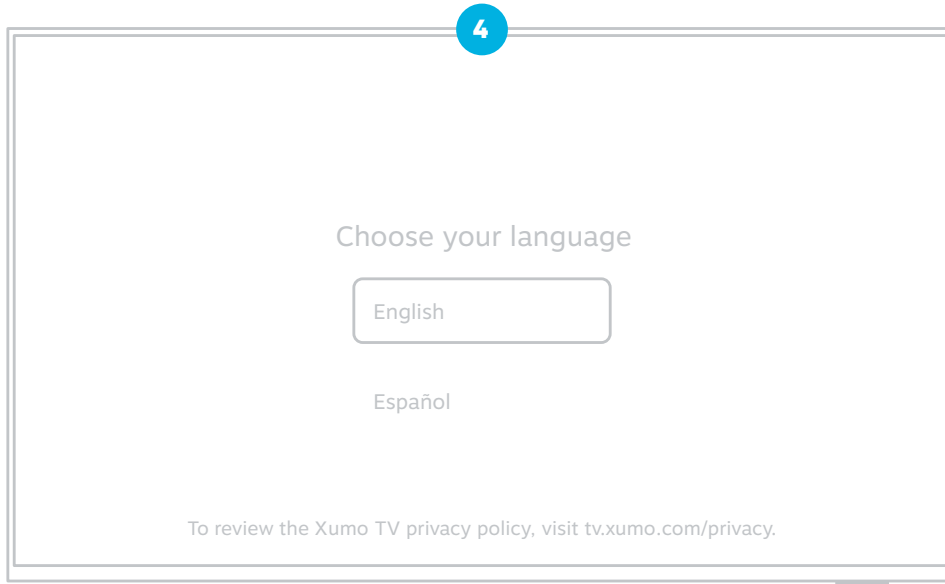 4
Choose your language
English
Español
To review the Xumo TV privacy policy, visit tv.xumo.com/privacy.